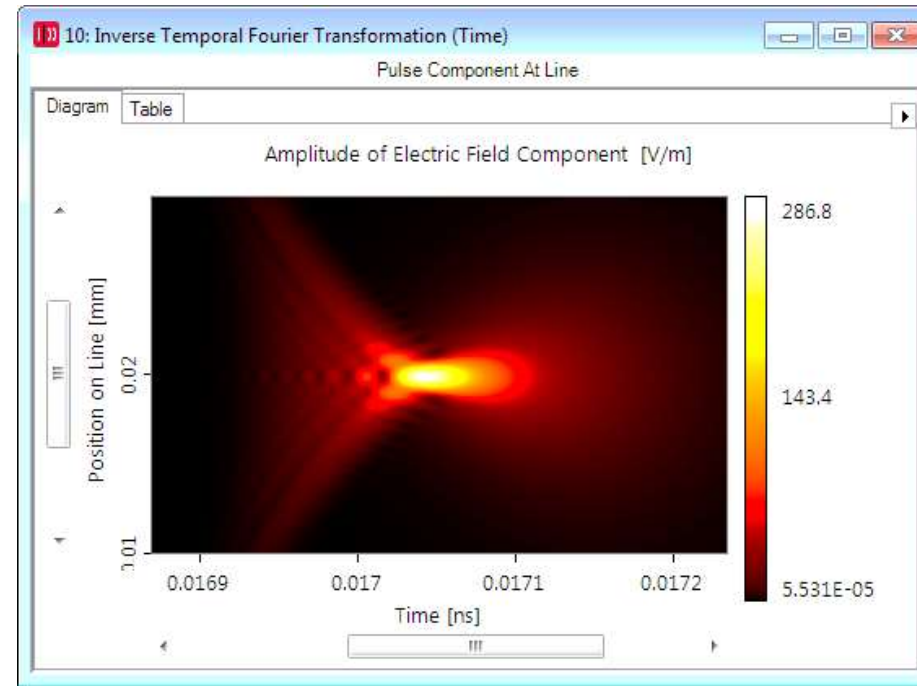 10: Inverse Temporal Fourier Transformation (Time)
Pulse Component At Line
Diagram Table
Amplitude of Electric Field Component [V/m]
286.8
143.4
5.531E-05
Position on Line [mm]
0.02
0.01
0.0169 0.017 0.0171 0.0172
Time [ns]